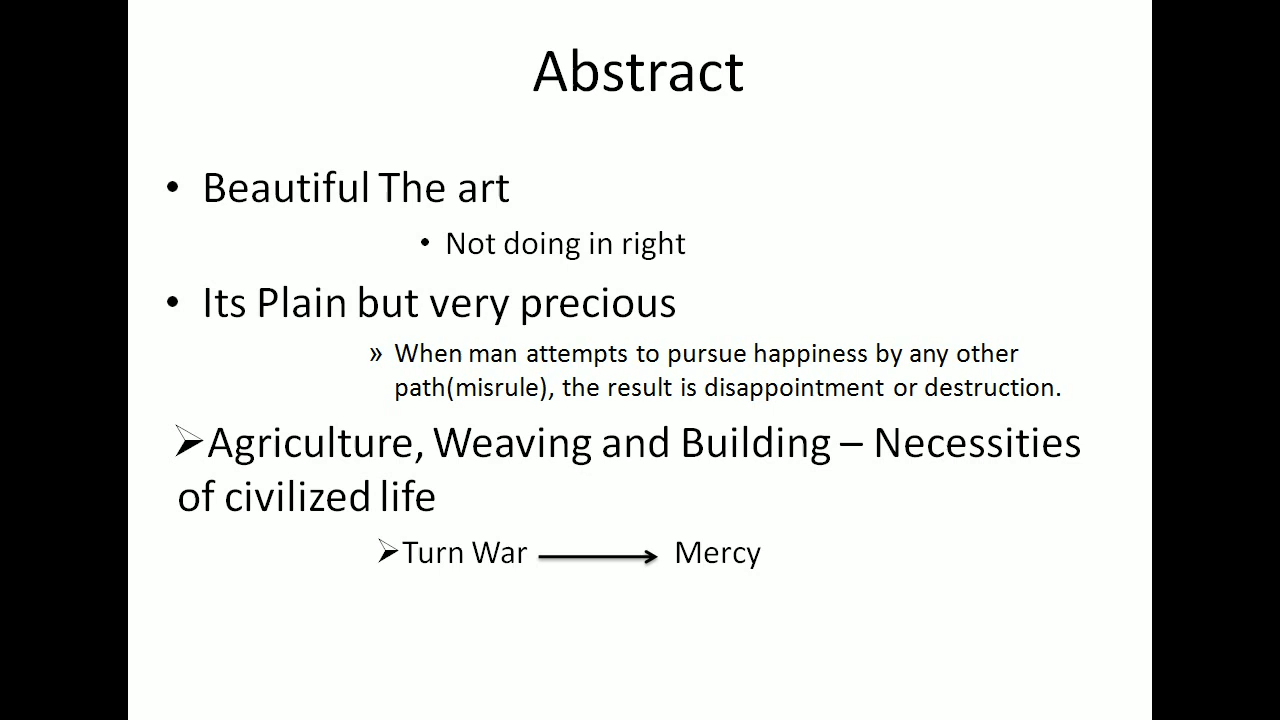 Abstract
• Beautiful The art
• Not doing in right
• Its Plain but very precious
» When man attempts to pursue happiness by any other
path(misrule), the result is disappointment or destruction.
➢Agriculture, Weaving and Building – Necessities
of civilized life
➢Turn War → Mercy